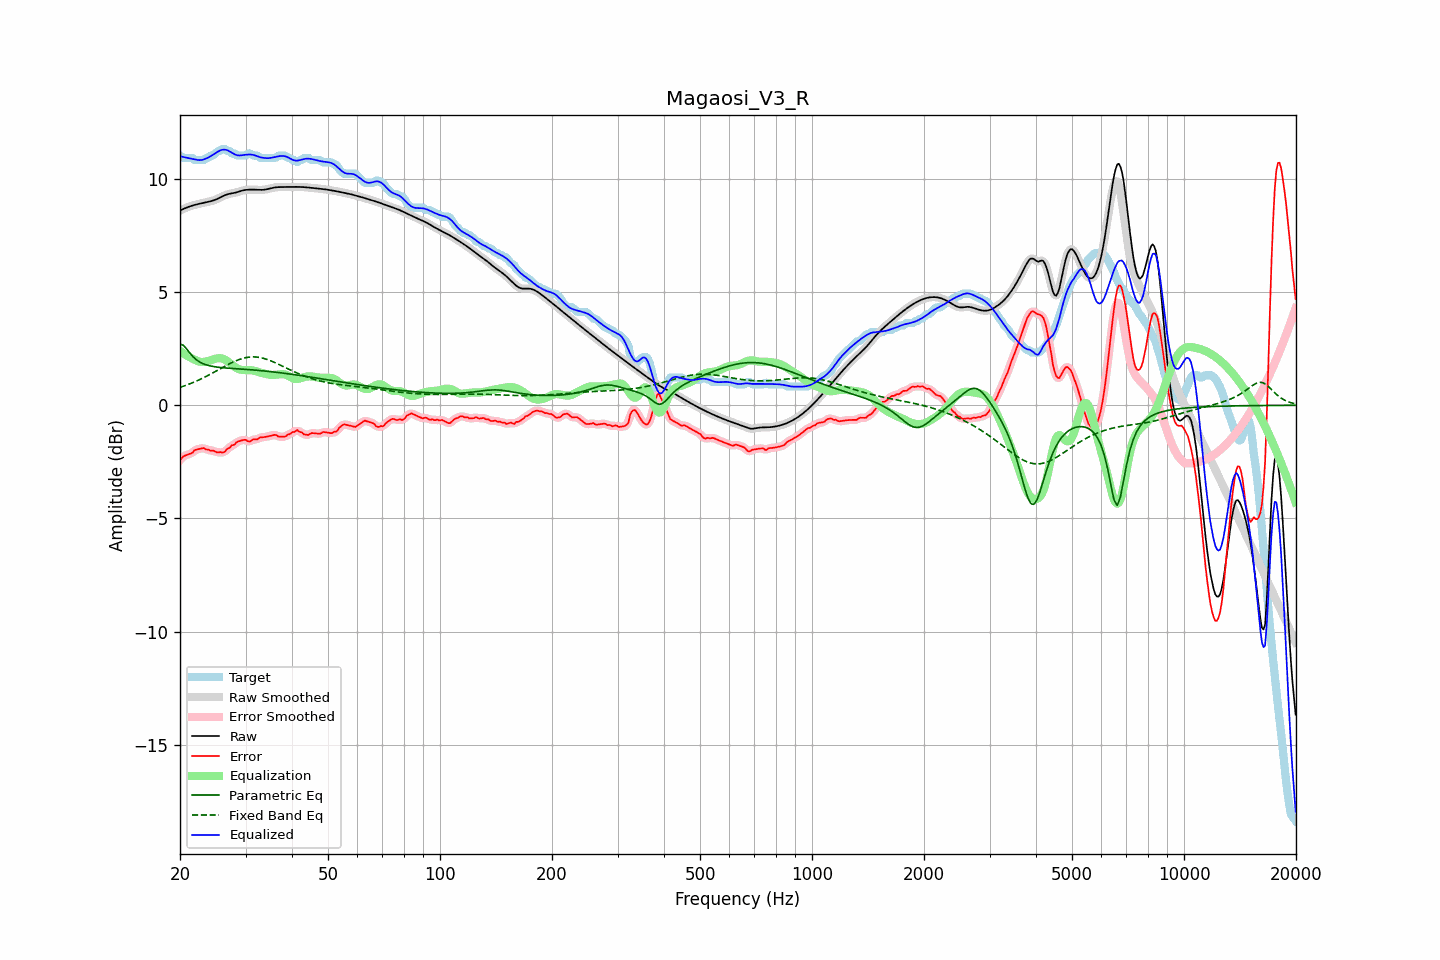 Magaosi_V3_R
10
5
0
−5
−10
−15
Amplitude (dBr)
Target
Raw Smoothed
Error Smoothed
Raw
Error
Equalization
Parametric Eq
Fixed Band Eq
Equalized
20 50 100 200 500 1000 2000 5000 10000 20000
Frequency (Hz)